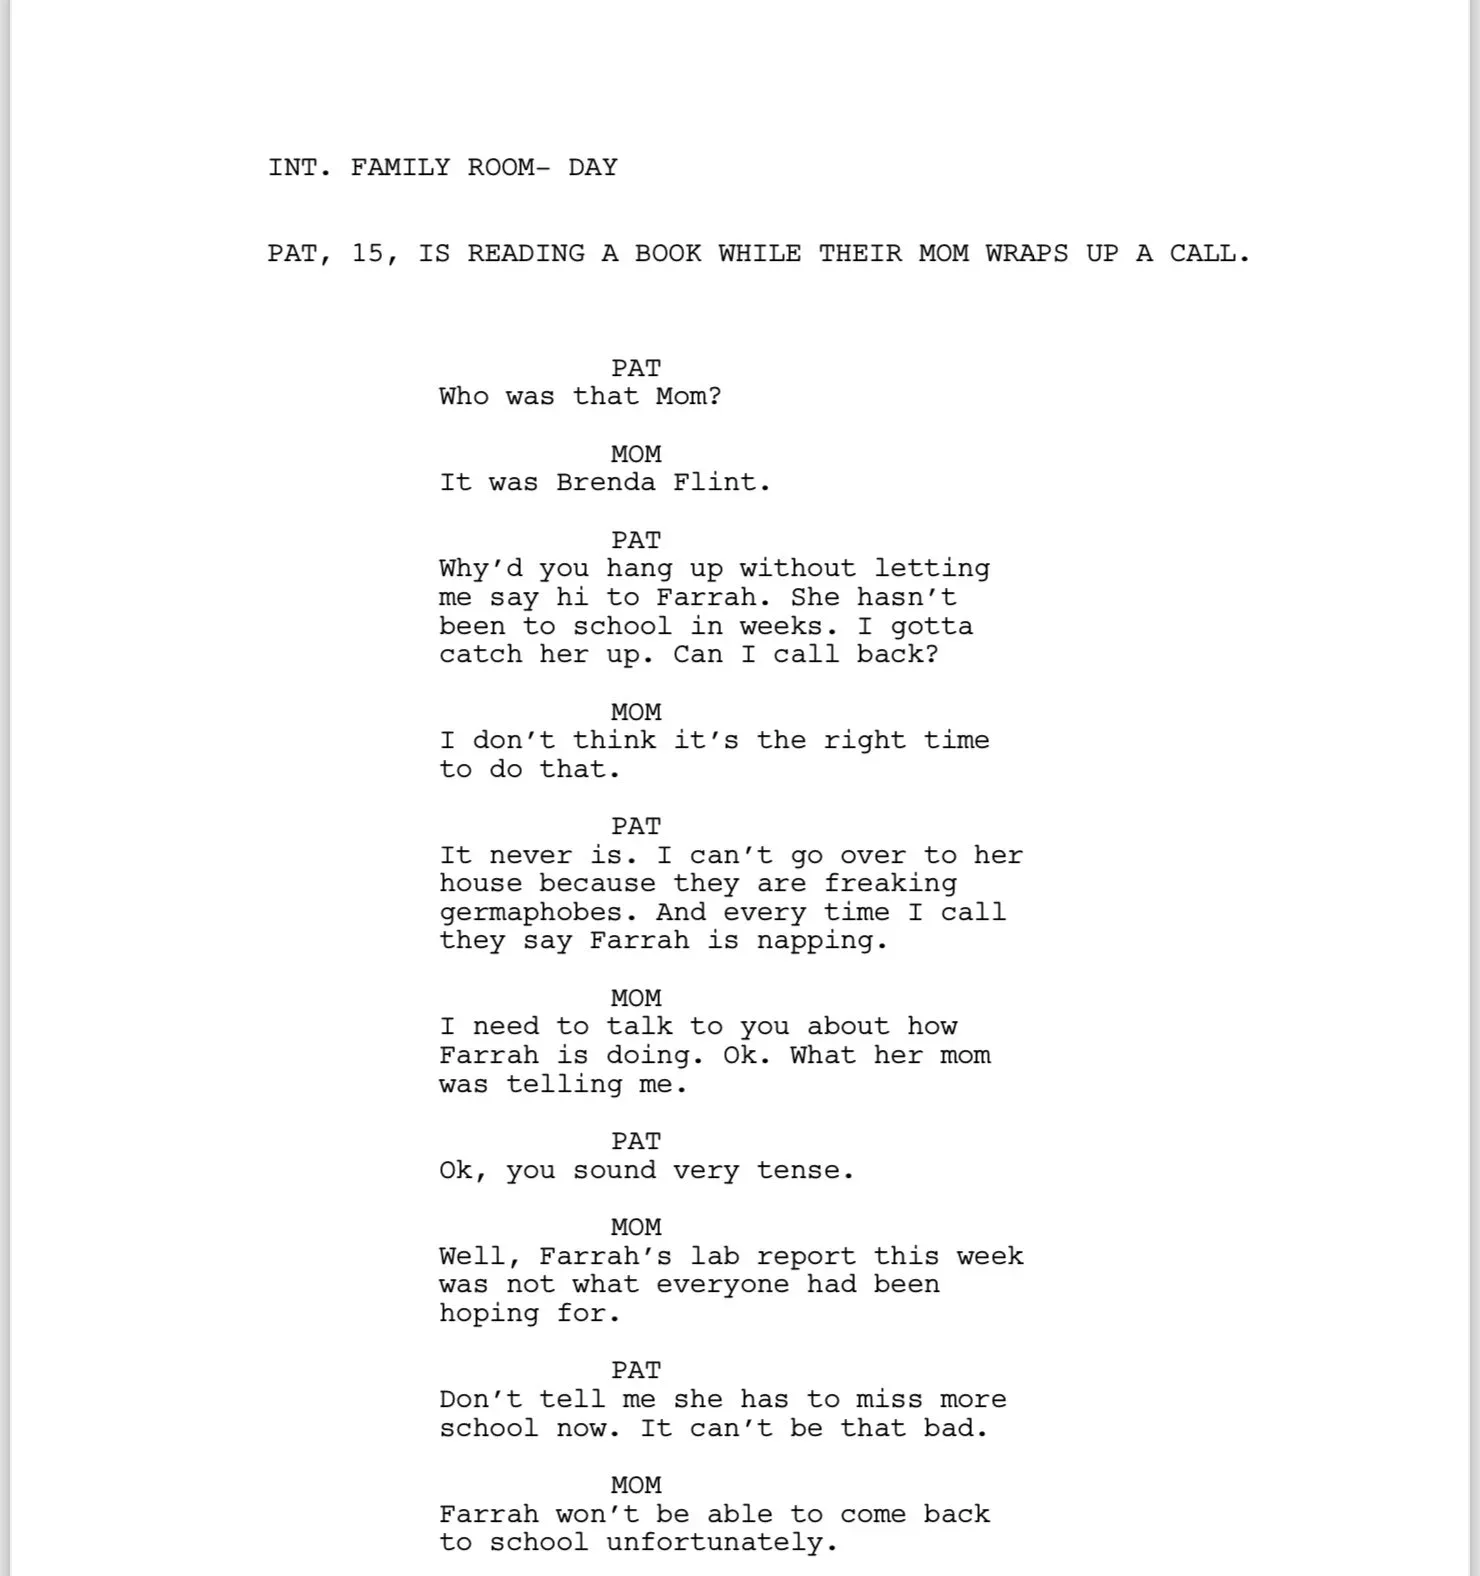 INT. FAMILY ROOM– DAY
PAT, 15, IS READING A BOOK WHILE THEIR MOM WRAPS UP A CALL.
PAT
Who was that Mom?
MOM
It was Brenda Flint.
PAT
Why’d you hang up without letting
me say hi to Farrah. She hasn’t
been to school in weeks. I gotta
catch her up. Can I call back?
MOM
I don’t think it’s the right time
to do that.
PAT
It never is. I can’t go over to her
house because they are freaking
germaphobes. And every time I call
they say Farrah is napping.
MOM
I need to talk to you about how
Farrah is doing. Ok. What her mom
was telling me.
PAT
Ok, you sound very tense.
MOM
Well, Farrah’s lab report this week
was not what everyone had been
hoping for.
PAT
Don’t tell me she has to miss more
school now. It can’t be that bad.
MOM
Farrah won’t be able to come back
to school unfortunately.